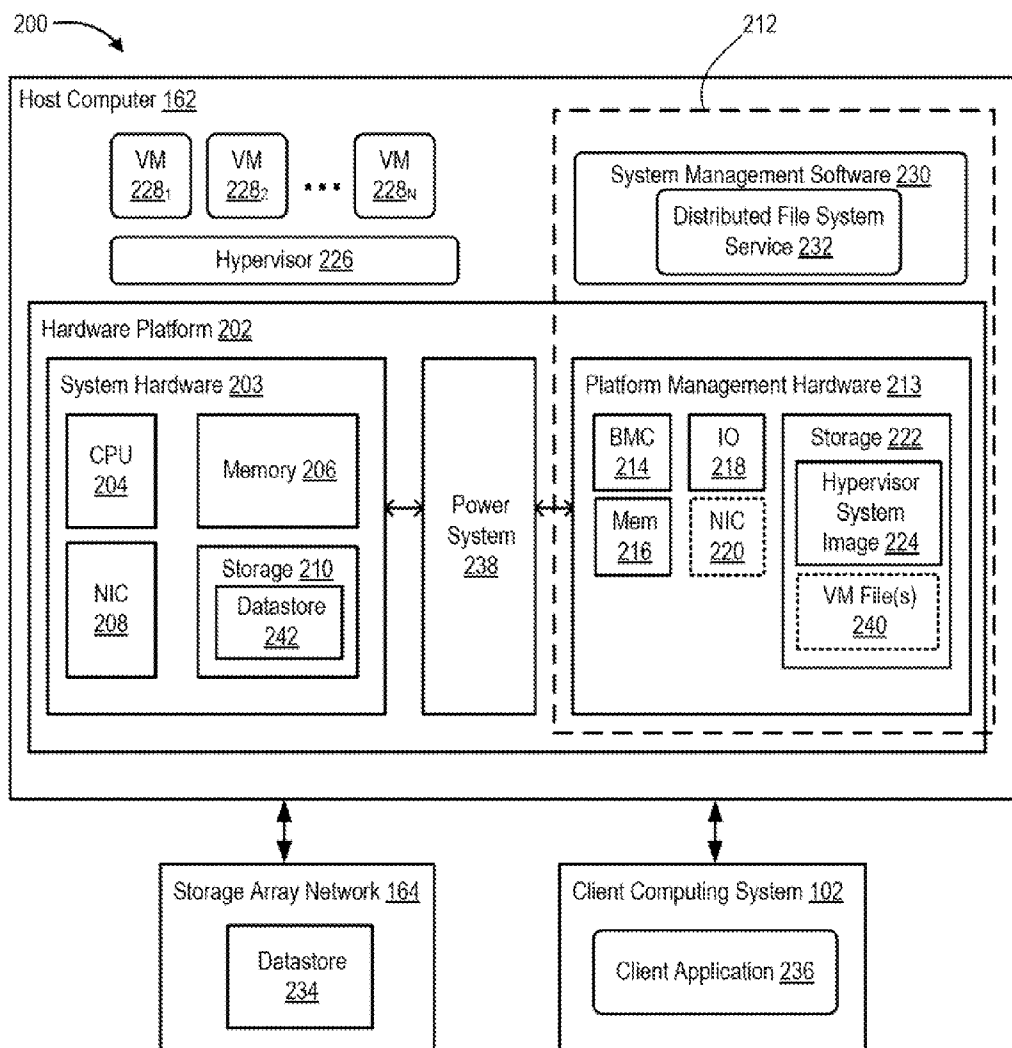 200
212
Host Computer 162
VM
228₁
VM
228₂
•••
VM
228N
Hypervisor 226
System Management Software 230
Distributed File System
Service 232
Hardware Platform 202
System Hardware 203
CPU
204
Memory 206
NIC
208
Storage 210
Datastore
242
Power
System
238
Platform Management Hardware 213
BMC
214
IO
218
Mem
216
NIC
220
Storage 222
Hypervisor
System
Image 224
VM File(s)
240
Storage Array Network 164
Datastore
234
Client Computing System 102
Client Application 236